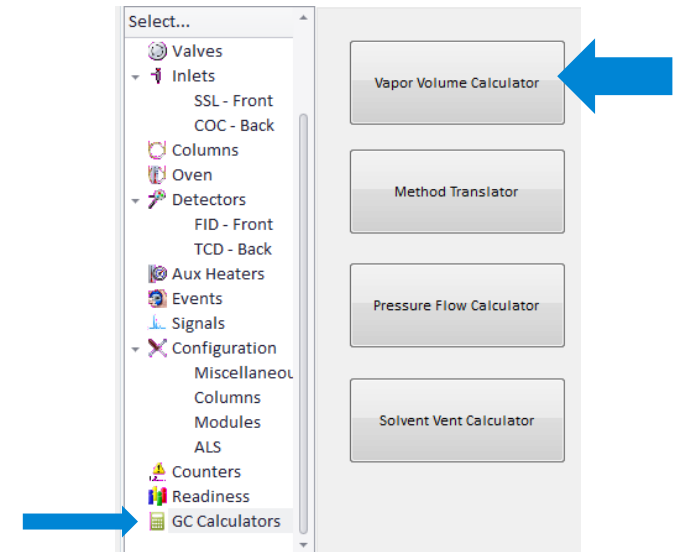 Select...
Valves
Inlets
SSL - Front
COC - Back
Columns
Oven
Detectors
FID - Front
TCD - Back
Aux Heaters
Events
Signals
Configuration
Miscellaneou
Columns
Modules
ALS
Counters
Readiness
GC Calculators
Vapor Volume Calculator
Method Translator
Pressure Flow Calculator
Solvent Vent Calculator